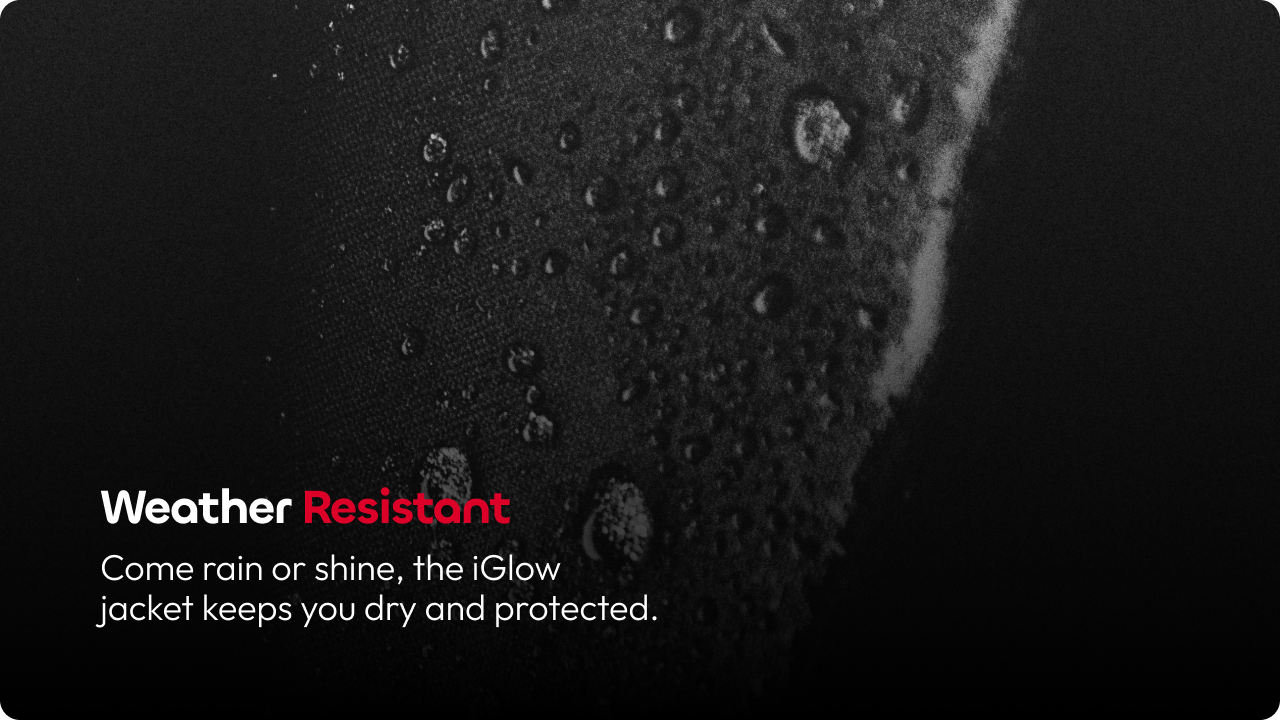 Weather Resistant
Come rain or shine, the iGlow
jacket keeps you dry and protected.